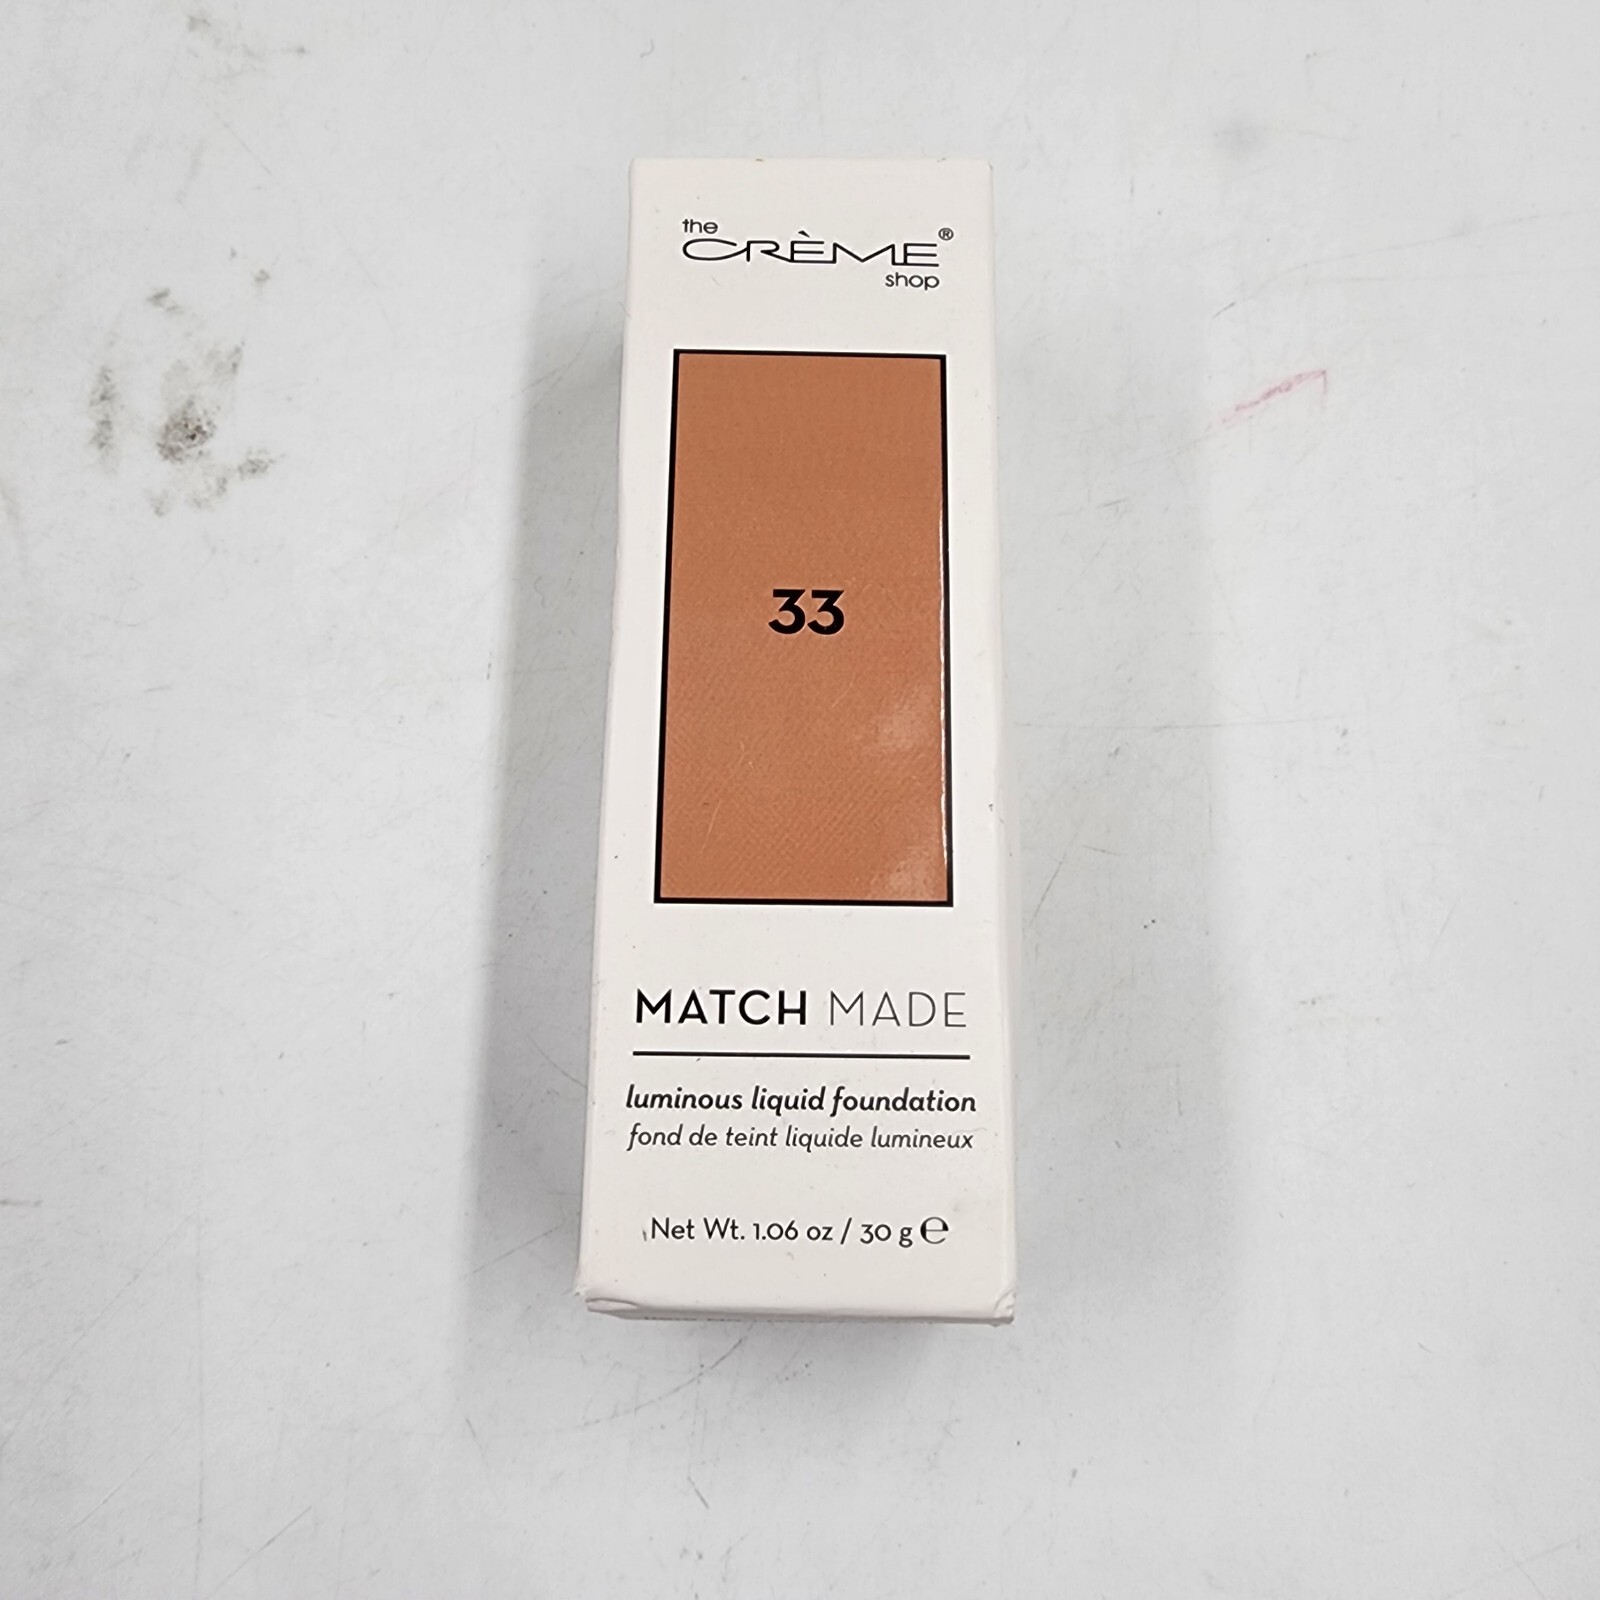 the
CRÈME®
shop
33
MATCH MADE
luminous liquid foundation
fond de teint liquide lumineux
Net Wt. 1.06 oz / 30 g ℮